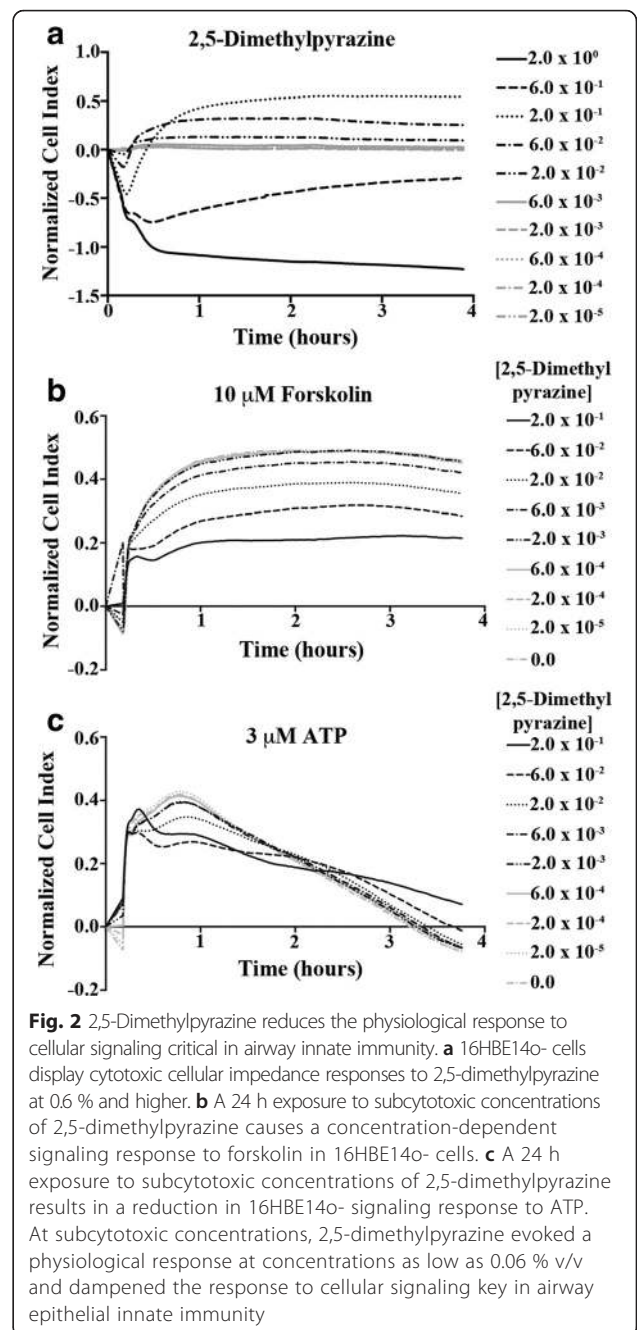 a
2,5-Dimethylpyrazine
Normalized Cell Index
1.0
0.5
0.0
-0.5
-1.0
-1.5
0
1
2
3
4
Time (hours)
2.0 x 10⁰
6.0 x 10⁻¹
2.0 x 10⁻¹
6.0 x 10⁻²
2.0 x 10⁻²
6.0 x 10⁻³
2.0 x 10⁻³
6.0 x 10⁻⁴
2.0 x 10⁻⁴
2.0 x 10⁻⁵
b
10 µM Forskolin
Normalized Cell Index
0.6
0.4
0.2
0.0
-0.2
1
2
3
4
Time (hours)
[2,5-Dimethyl
pyrazine]
2.0 x 10⁻¹
6.0 x 10⁻²
2.0 x 10⁻²
6.0 x 10⁻³
2.0 x 10⁻³
6.0 x 10⁻⁴
2.0 x 10⁻⁴
2.0 x 10⁻⁵
0.0
c
3 µM ATP
Normalized Cell Index
0.6
0.4
0.2
0.0
-0.2
1
2
3
4
Time (hours)
[2,5-Dimethyl
pyrazine]
2.0 x 10⁻¹
6.0 x 10⁻²
2.0 x 10⁻²
6.0 x 10⁻³
2.0 x 10⁻³
6.0 x 10⁻⁴
2.0 x 10⁻⁴
2.0 x 10⁻⁵
0.0
Fig. 2 2,5-Dimethylpyrazine reduces the physiological response to
cellular signaling critical in airway innate immunity. a 16HBE14o- cells
display cytotoxic cellular impedance responses to 2,5-dimethylpyrazine
at 0.6 % and higher. b A 24 h exposure to subcytotoxic concentrations
of 2,5-dimethylpyrazine causes a concentration-dependent
signaling response to forskolin in 16HBE14o- cells. c A 24 h
exposure to subcytotoxic concentrations of 2,5-dimethylpyrazine
results in a reduction in 16HBE14o- signaling response to ATP.
At subcytotoxic concentrations, 2,5-dimethylpyrazine evoked a
physiological response at concentrations as low as 0.06 % v/v
and dampened the response to cellular signaling key in airway
epithelial innate immunity